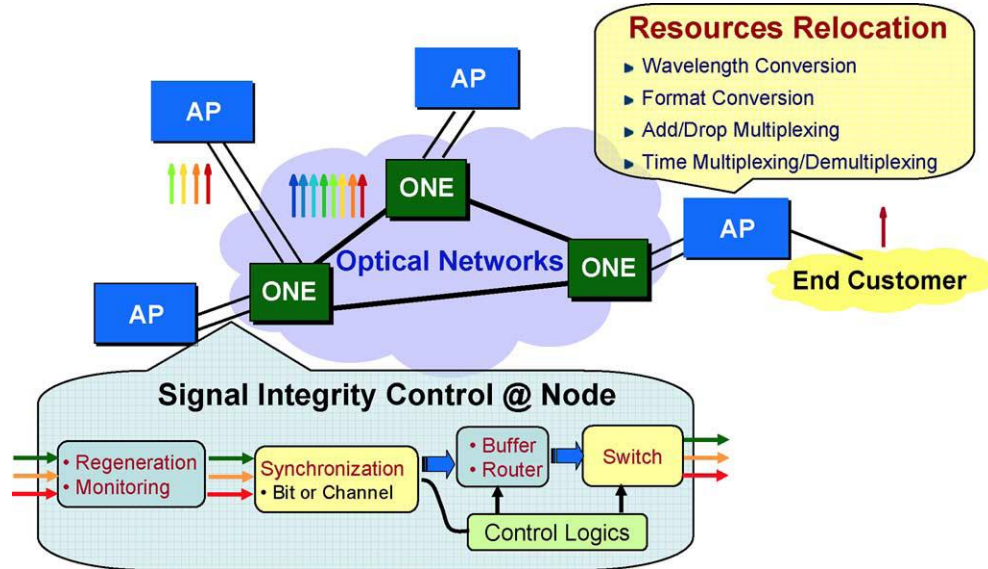 AP
AP
Resources Relocation
Wavelength Conversion
Format Conversion
Add/Drop Multiplexing
Time Multiplexing/Demultiplexing
ONE
AP
Optical Networks
ONE
ONE
End Customer
AP
Signal Integrity Control @ Node
• Regeneration
• Monitoring
Synchronization
• Bit or Channel
• Buffer
• Router
Switch
Control Logics